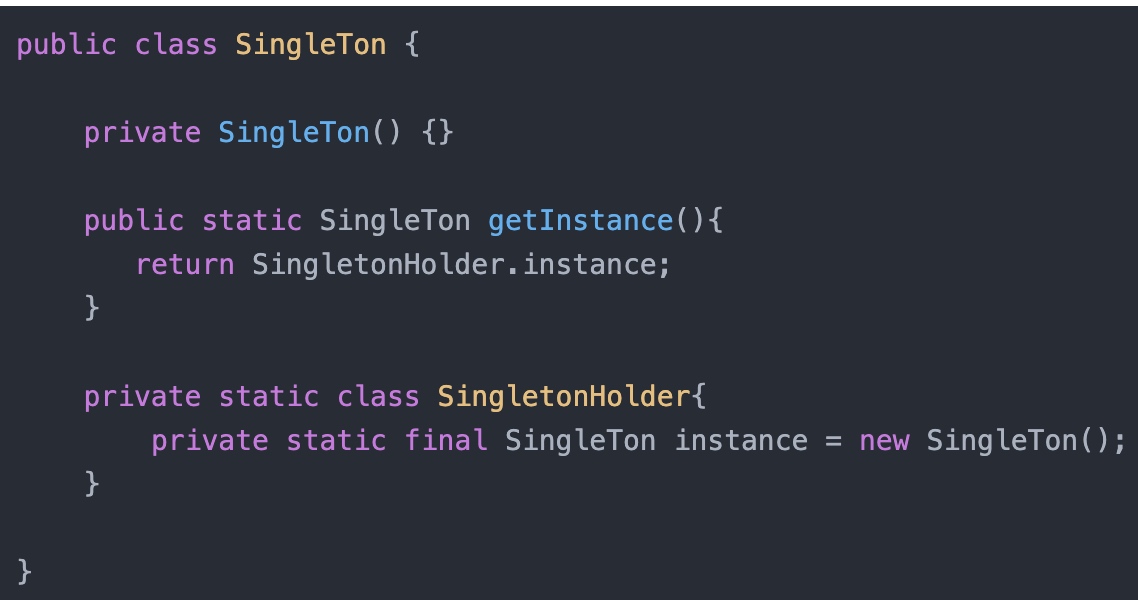 public class SingleTon {
private SingleTon() {}
public static SingleTon getInstance(){
return SingletonHolder.instance;
}
private static class SingletonHolder{
private static final SingleTon instance = new SingleTon();
}
}